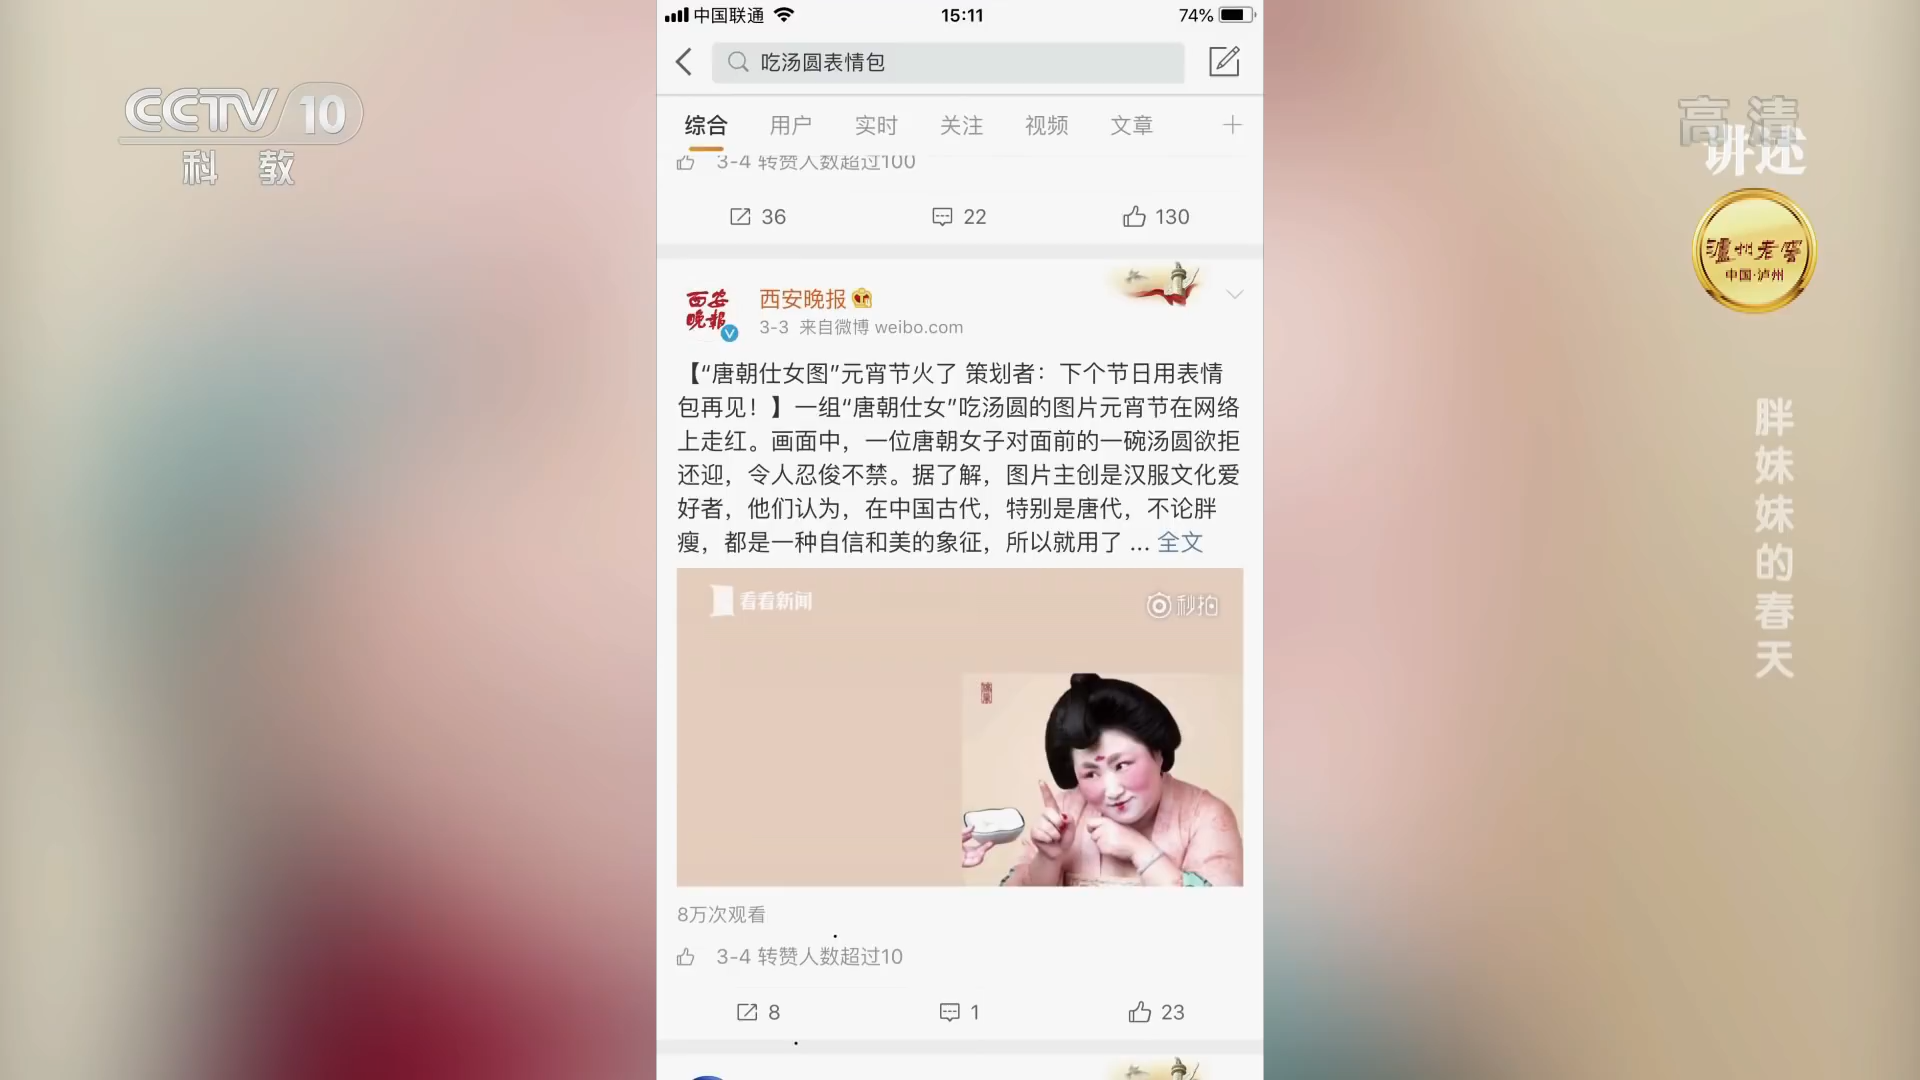 中国联通
15:11
74%
CCTV 10
科 教
高清
讲述
泸州老窖
中国·泸州
胖妹妹的春天
吃汤圆表情包
综合 用户 实时 关注 视频 文章
3-4 转赞人数超过100
36 22 130
西安晚报
西安
晚報
3-3 来自微博 weibo.com
【“唐朝仕女图”元宵节火了 策划者：下个节日用表情
包再见！】一组“唐朝仕女”吃汤圆的图片元宵节在网络
上走红。画面中，一位唐朝女子对面前的一碗汤圆欲拒
还迎，令人忍俊不禁。据了解，图片主创是汉服文化爱
好者，他们认为，在中国古代，特别是唐代，不论胖
瘦，都是一种自信和美的象征，所以就用了 ... 全文
看看新闻
秒拍
8万次观看
3-4 转赞人数超过10
8 1 23